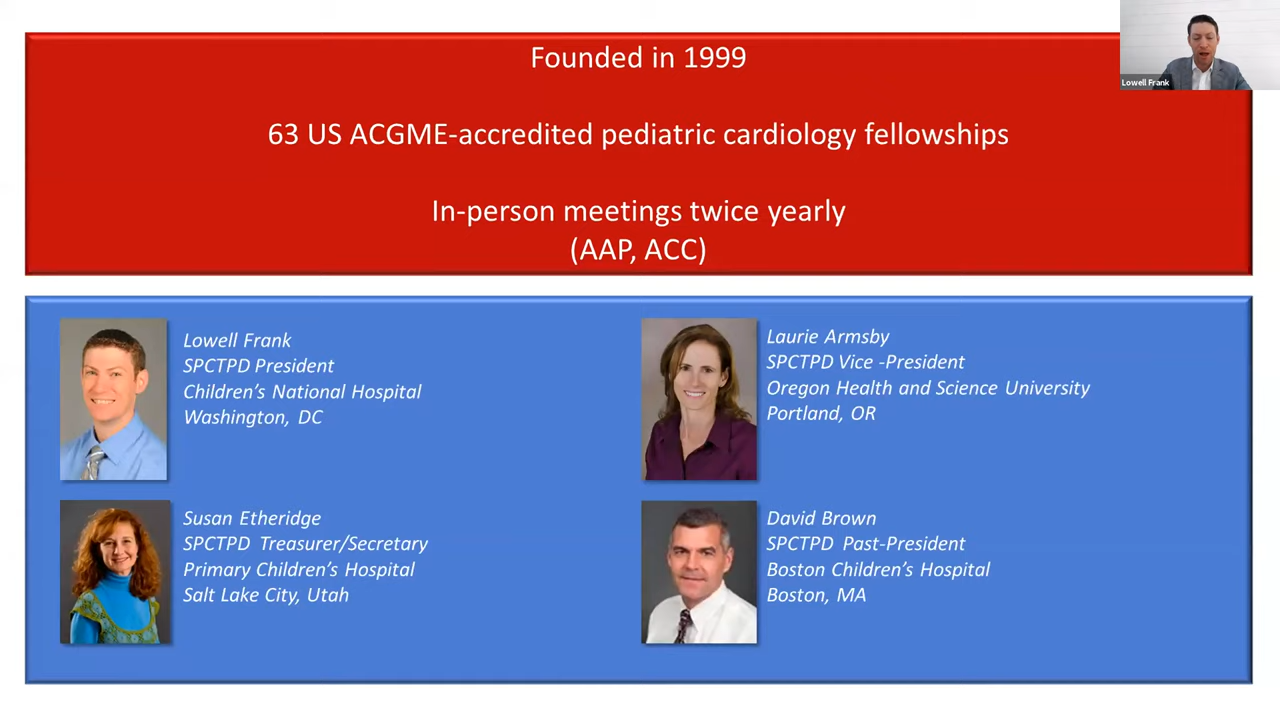 Founded in 1999
63 US ACGME-accredited pediatric cardiology fellowships
In-person meetings twice yearly
(AAP, ACC)
Lowell Frank
Lowell Frank
SPCTPD President
Children's National Hospital
Washington, DC
Laurie Armsby
SPCTPD Vice -President
Oregon Health and Science University
Portland, OR
Susan Etheridge
SPCTPD Treasurer/Secretary
Primary Children's Hospital
Salt Lake City, Utah
David Brown
SPCTPD Past-President
Boston Children's Hospital
Boston, MA